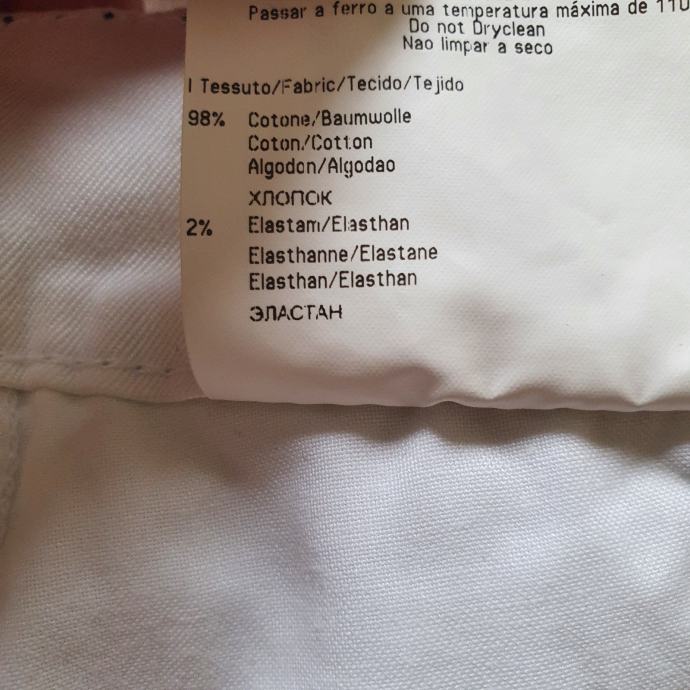 Passar a ferro a uma temperatura máxima de 110
Do not Dryclean
Nao limpar a seco
| Tessuto/Fabric/Tecido/Tejido
98% Cotone/Baumwolle
Coton/Cotton
Algodon/Algodao
ХЛОПОК
2% Elastam/Elasthan
Elasthanne/Elastane
Elasthan/Elasthan
ЭЛАСТАН